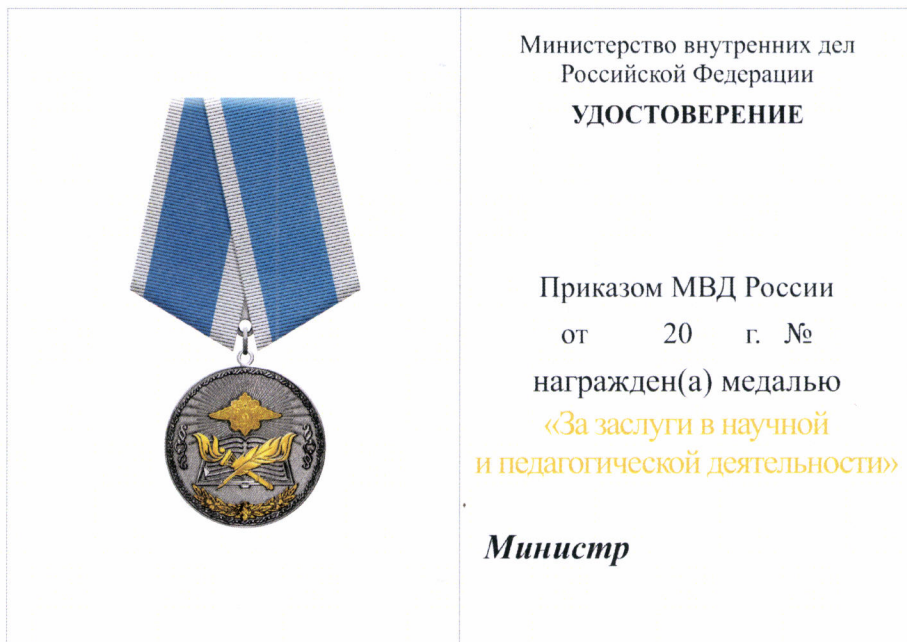 Министерство внутренних дел
Российской Федерации
УДОСТОВЕРЕНИЕ
Приказом МВД России
от 20 г. №
награжден(а) медалью
«За заслуги в научной
и педагогической деятельности»
Министр